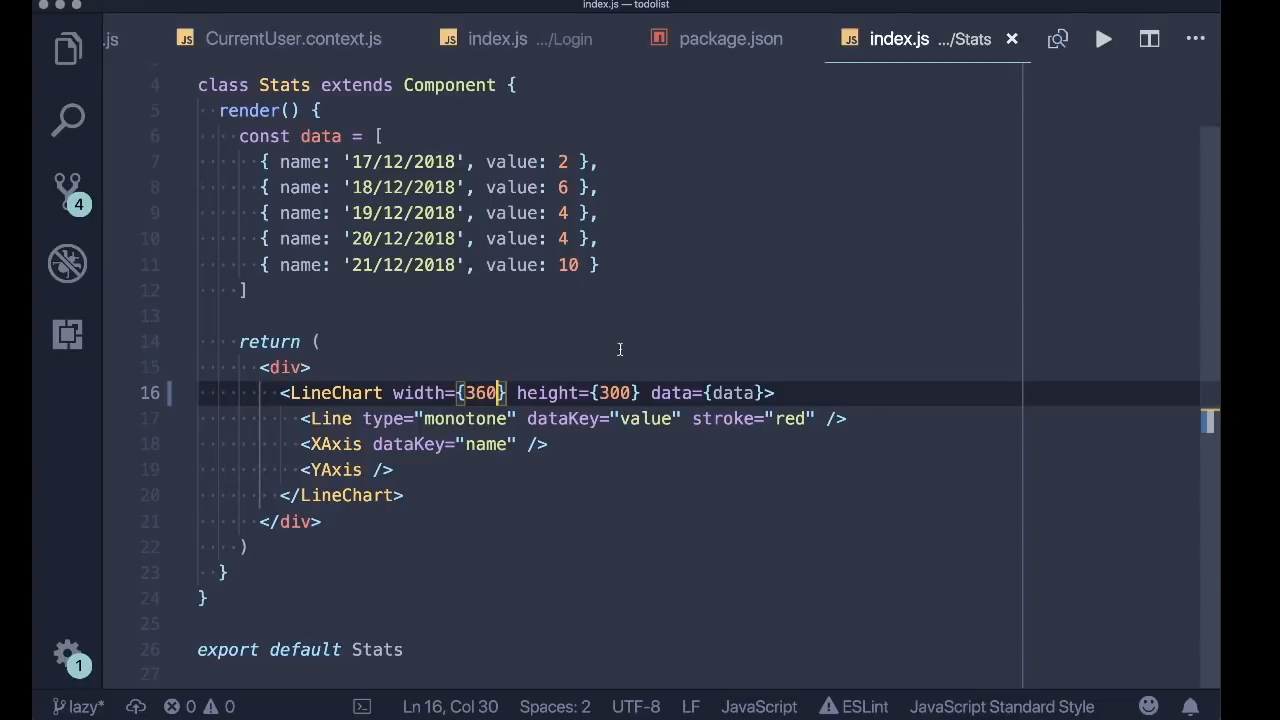 index.js — todolist
.js CurrentUser.context.js index.js .../Login package.json index.js .../Stats
4 class Stats extends Component {
5 render() {
6 const data = [
7 { name: '17/12/2018', value: 2 },
8 { name: '18/12/2018', value: 6 },
9 { name: '19/12/2018', value: 4 },
10 { name: '20/12/2018', value: 4 },
11 { name: '21/12/2018', value: 10 }
12 ]
13
14 return (
15 <div>
16 <LineChart width={360} height={300} data={data}>
17 <Line type="monotone" dataKey="value" stroke="red" />
18 <XAxis dataKey="name" />
19 <YAxis />
20 </LineChart>
21 </div>
22 )
23 }
24 }
25
26 export default Stats
27
4
1
lazy* 0 0 Ln 16, Col 30 Spaces: 2 UTF-8 LF JavaScript ESLint JavaScript Standard Style